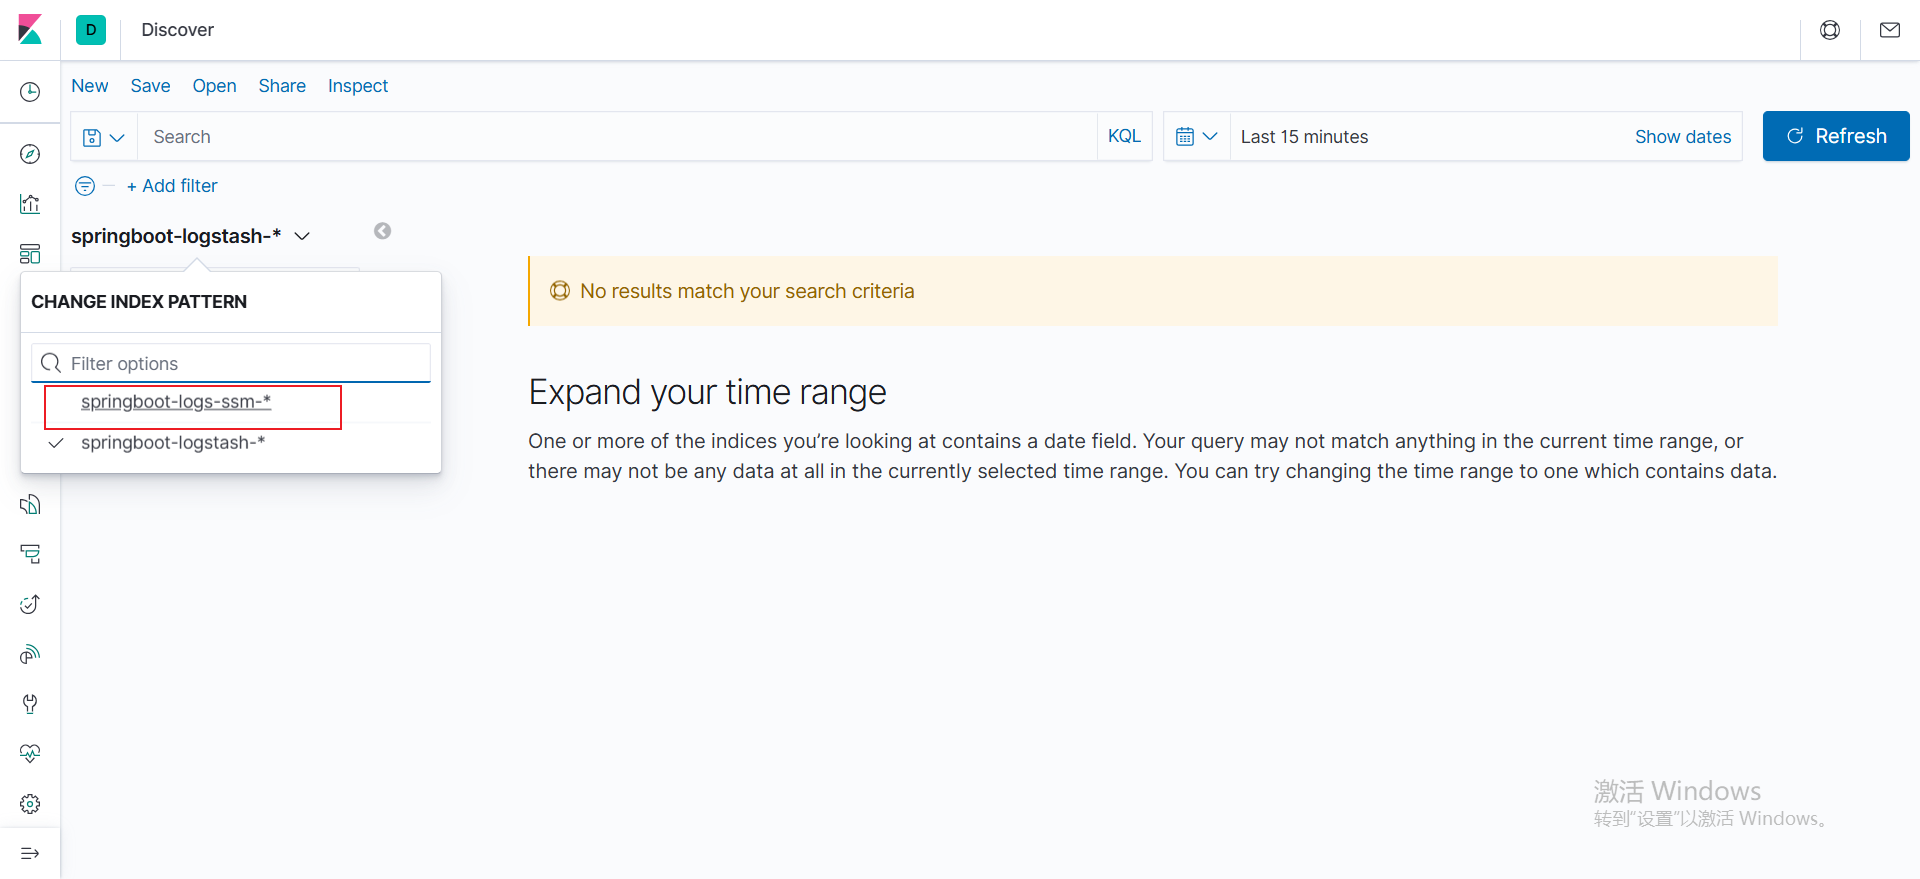 D Discover
New Save Open Share Inspect
Search KQL Last 15 minutes Show dates Refresh
+ Add filter
springboot-logstash-*
CHANGE INDEX PATTERN
Filter options
springboot-logs-ssm-*
springboot-logstash-*
No results match your search criteria
Expand your time range
One or more of the indices you’re looking at contains a date field. Your query may not match anything in the current time range, or
there may not be any data at all in the currently selected time range. You can try changing the time range to one which contains data.
激活 Windows
转到“设置”以激活 Windows。